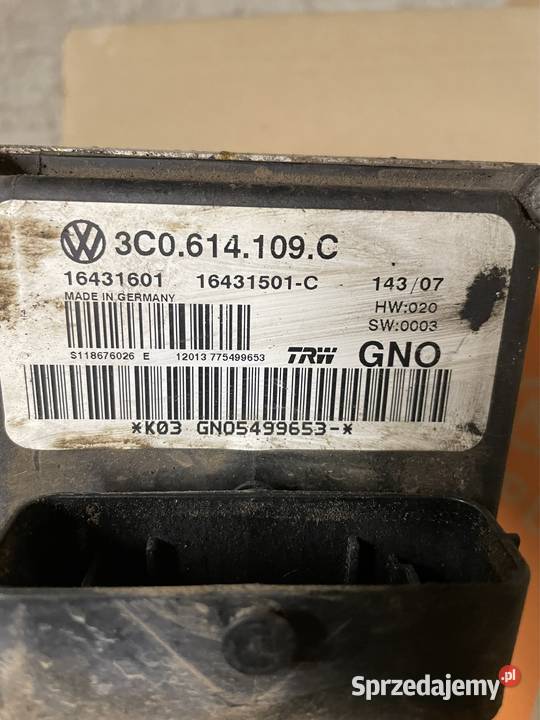 3C0.614.109.C
16431601 16431501-C 143/07
MADE IN GERMANY
HW:020
SW:0003
S118676026 E 12013 775499653
TRW GNO
*K03 GNO5499653-*
Sprzedajemy.pl